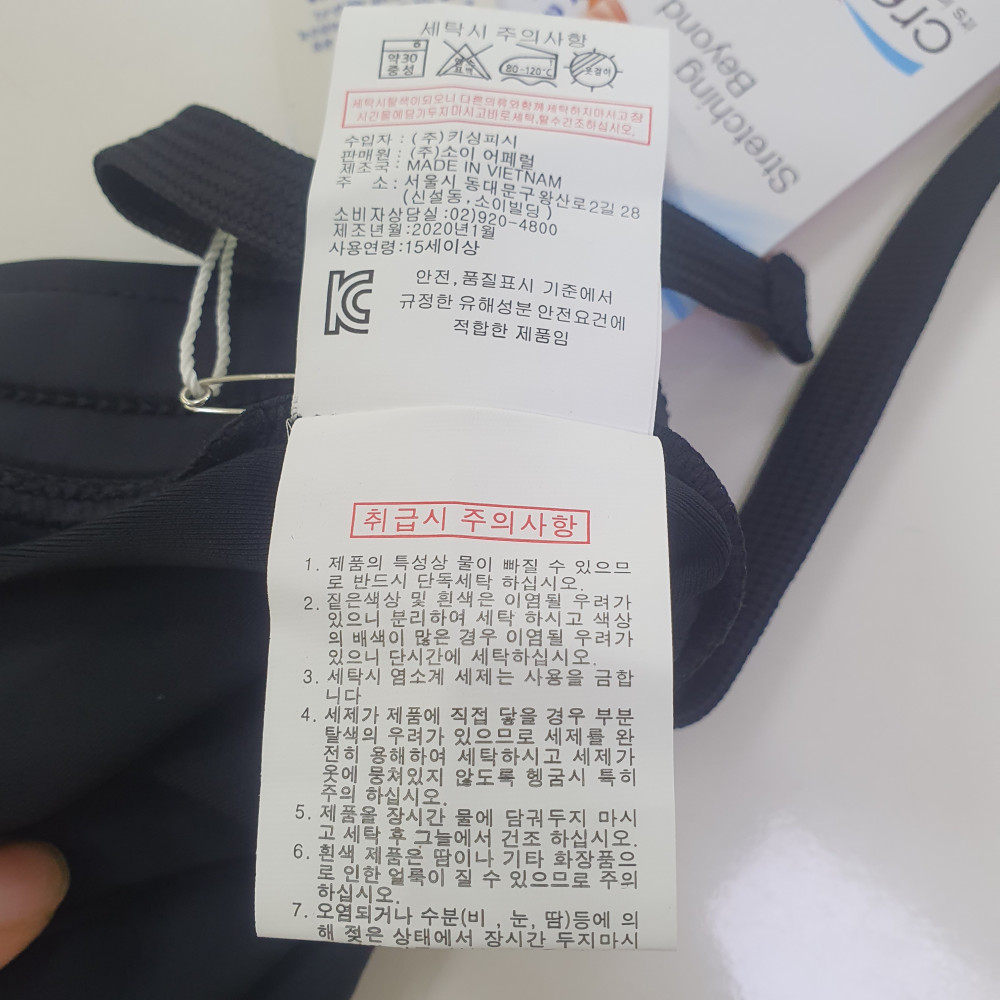 세탁시 주의사항
약30
중성
80-120℃
세탁시탈색이되오니 다른의류와함께세탁하지마시고 장
시간물에담가두지마시고바로세탁,탈수건조하십시오.
수입자 : (주)키싱피시
판매원 : (주)소이 어페럴
제조국 : MADE IN VIETNAM
주 소 : 서울시 동대문구 왕산로2길 28
(신설동,소이빌딩)
소비자상담실:02)920-4800
제조년월:2020년1월
사용연령:15세이상
안전,품질표시 기준에서
규정한 유해성분 안전요건에
적합한 제품임
취급시 주의사항
1. 제품의 특성상 물이 빠질 수 있으므
로 반드시 단독세탁 하십시오.
2. 짙은색상 및 흰색은 이염될 우려가
있으니 분리하여 세탁 하시고 색상
의 배색이 많은 경우 이염될 우려가
있으니 단시간에 세탁하십시오.
3. 세탁시 염소계 세제는 사용을 금합
니다
4. 세제가 제품에 직접 닿을 경우 부분
탈색의 우려가 있으므로 세제를 완
전히 용해하여 세탁하시고 세제가
옷에 뭉쳐있지 않도록 헹굼시 특히
주의 하십시오.
5. 제품을 장시간 물에 담궈두지 마시
고 세탁 후 그늘에서 건조 하십시오.
6. 흰색 제품은 땀이나 기타 화장품으
로 인한 얼룩이 질 수 있으므로 주의
하십시오.
7. 오염되거나 수분(비 , 눈, 땀)등에 의
해 젖은 상태에서 장시간 두지마시
Stretching
Beyond